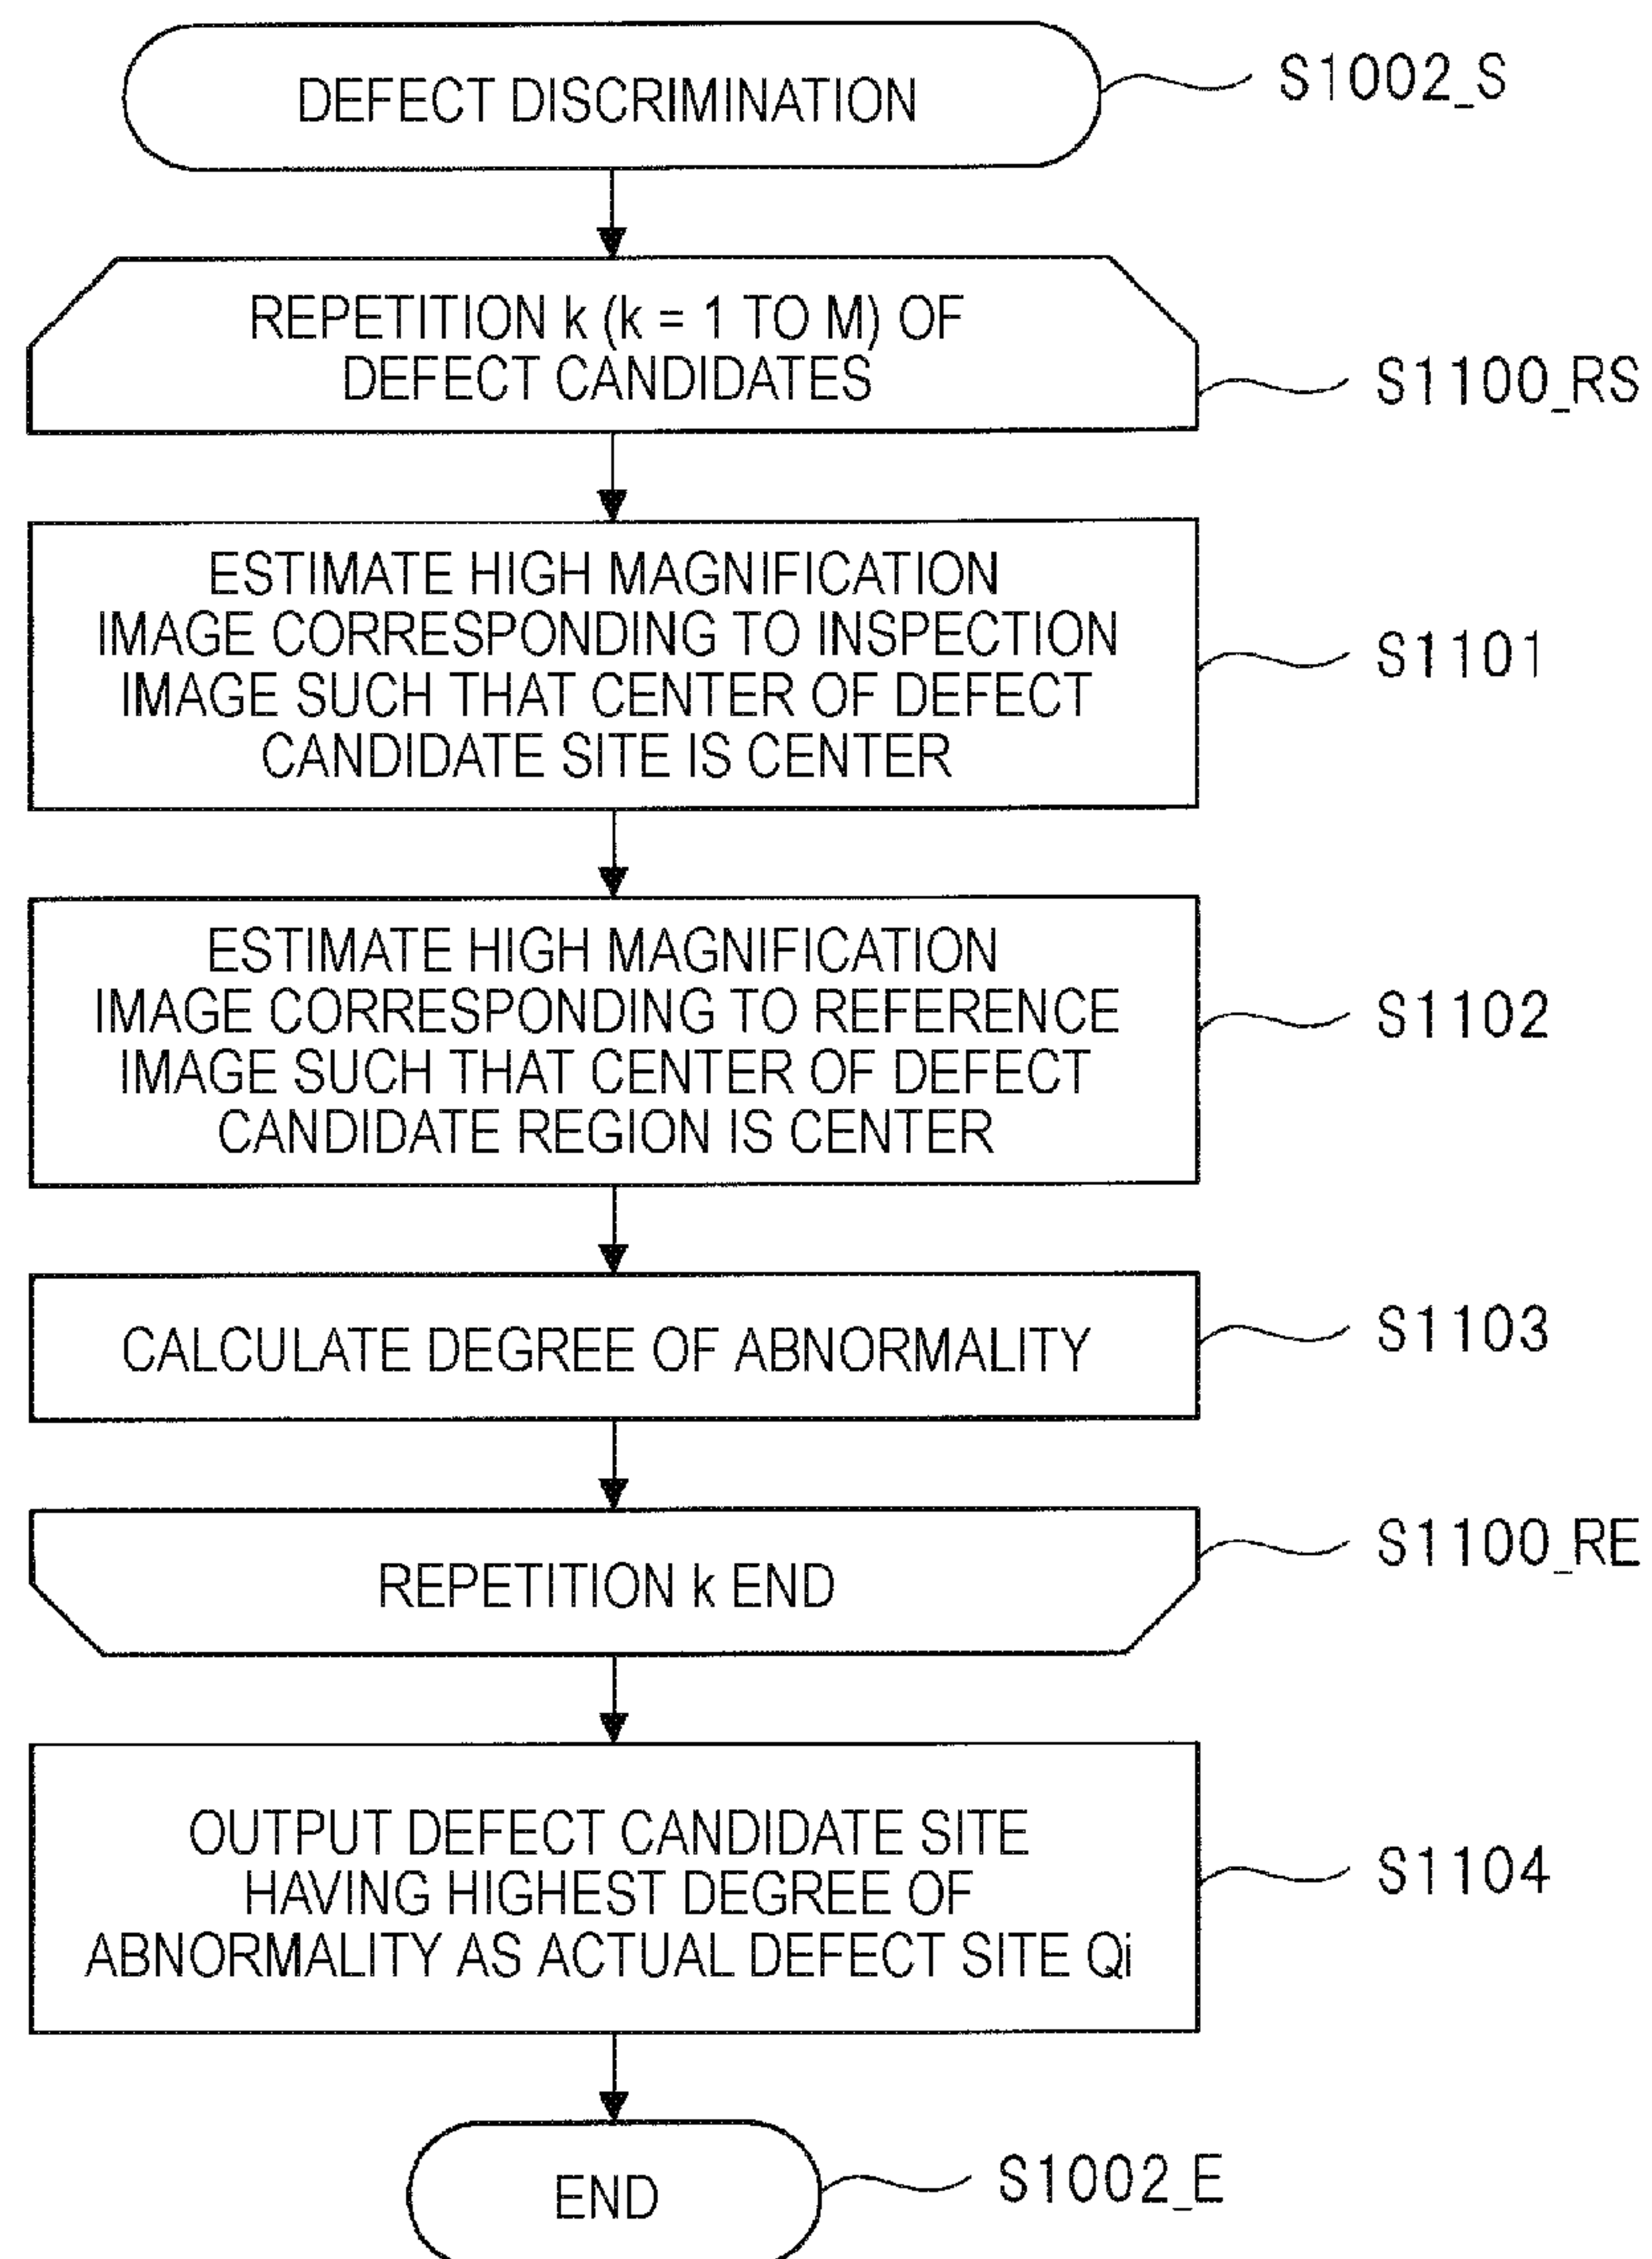 DEFECT DISCRIMINATION
S1002_S
REPETITION k (k = 1 TO M) OF
DEFECT CANDIDATES
S1100_RS
ESTIMATE HIGH MAGNIFICATION
IMAGE CORRESPONDING TO INSPECTION
IMAGE SUCH THAT CENTER OF DEFECT
CANDIDATE SITE IS CENTER
S1101
ESTIMATE HIGH MAGNIFICATION
IMAGE CORRESPONDING TO REFERENCE
IMAGE SUCH THAT CENTER OF DEFECT
CANDIDATE REGION IS CENTER
S1102
CALCULATE DEGREE OF ABNORMALITY
S1103
REPETITION k END
S1100_RE
OUTPUT DEFECT CANDIDATE SITE
HAVING HIGHEST DEGREE OF
ABNORMALITY AS ACTUAL DEFECT SITE Qi
S1104
END
S1002_E